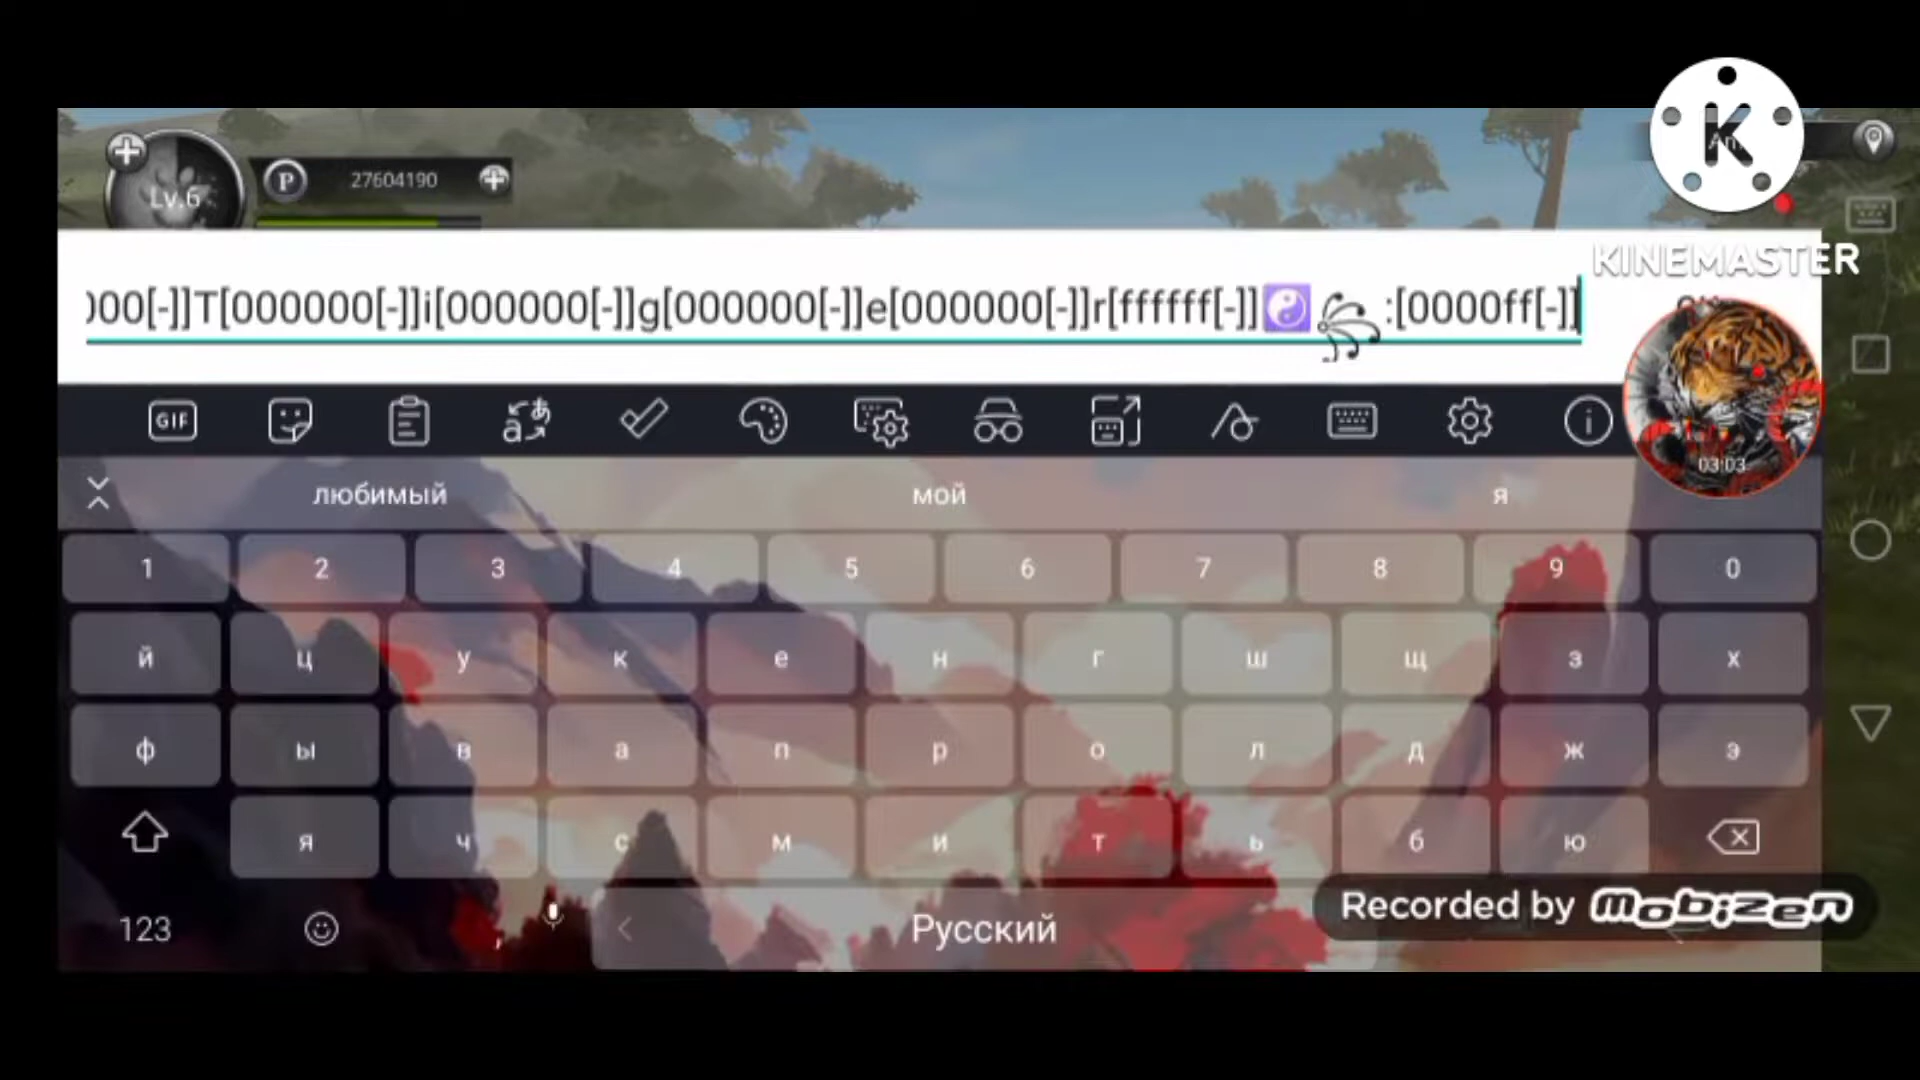 Lv.6
P
27604190
K
KINEMASTER
)00[-]]T[000000[-]]i[000000[-]]g[000000[-]]e[000000[-]]r[ffffff[-]]☯️ :[0000ff[-]]
GIF
03:03
любимый мой я
1 2 3 4 5 6 7 8 9 0
й ц у к е н г ш щ з х
ф ы в а п р о л д ж э
я ч с м и т ь б ю
123 , < Русский
Recorded by Mobizen